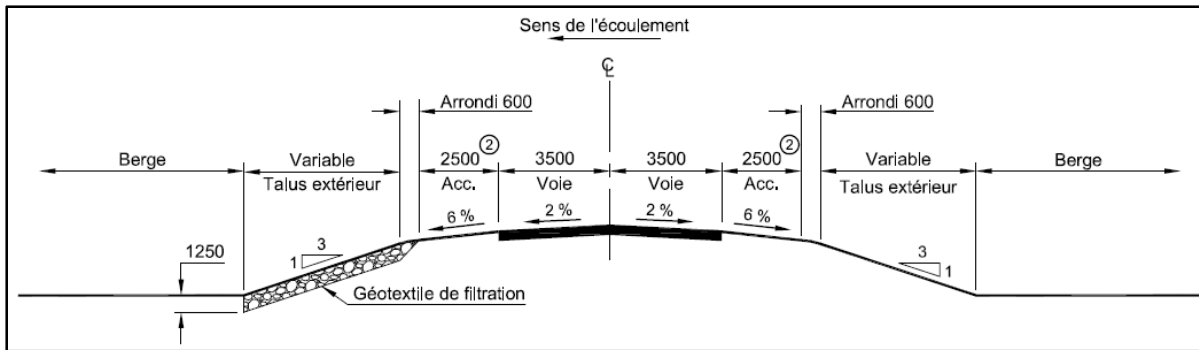 Sens de l'écoulement
℄
Arrondi 600
Arrondi 600
Berge
Variable
2500 ②
3500
3500
2500 ②
Variable
Berge
Talus extérieur
Acc.
Voie
Voie
Acc.
Talus extérieur
6 %
2 %
2 %
6 %
1250
3
1
3
1
Géotextile de filtration